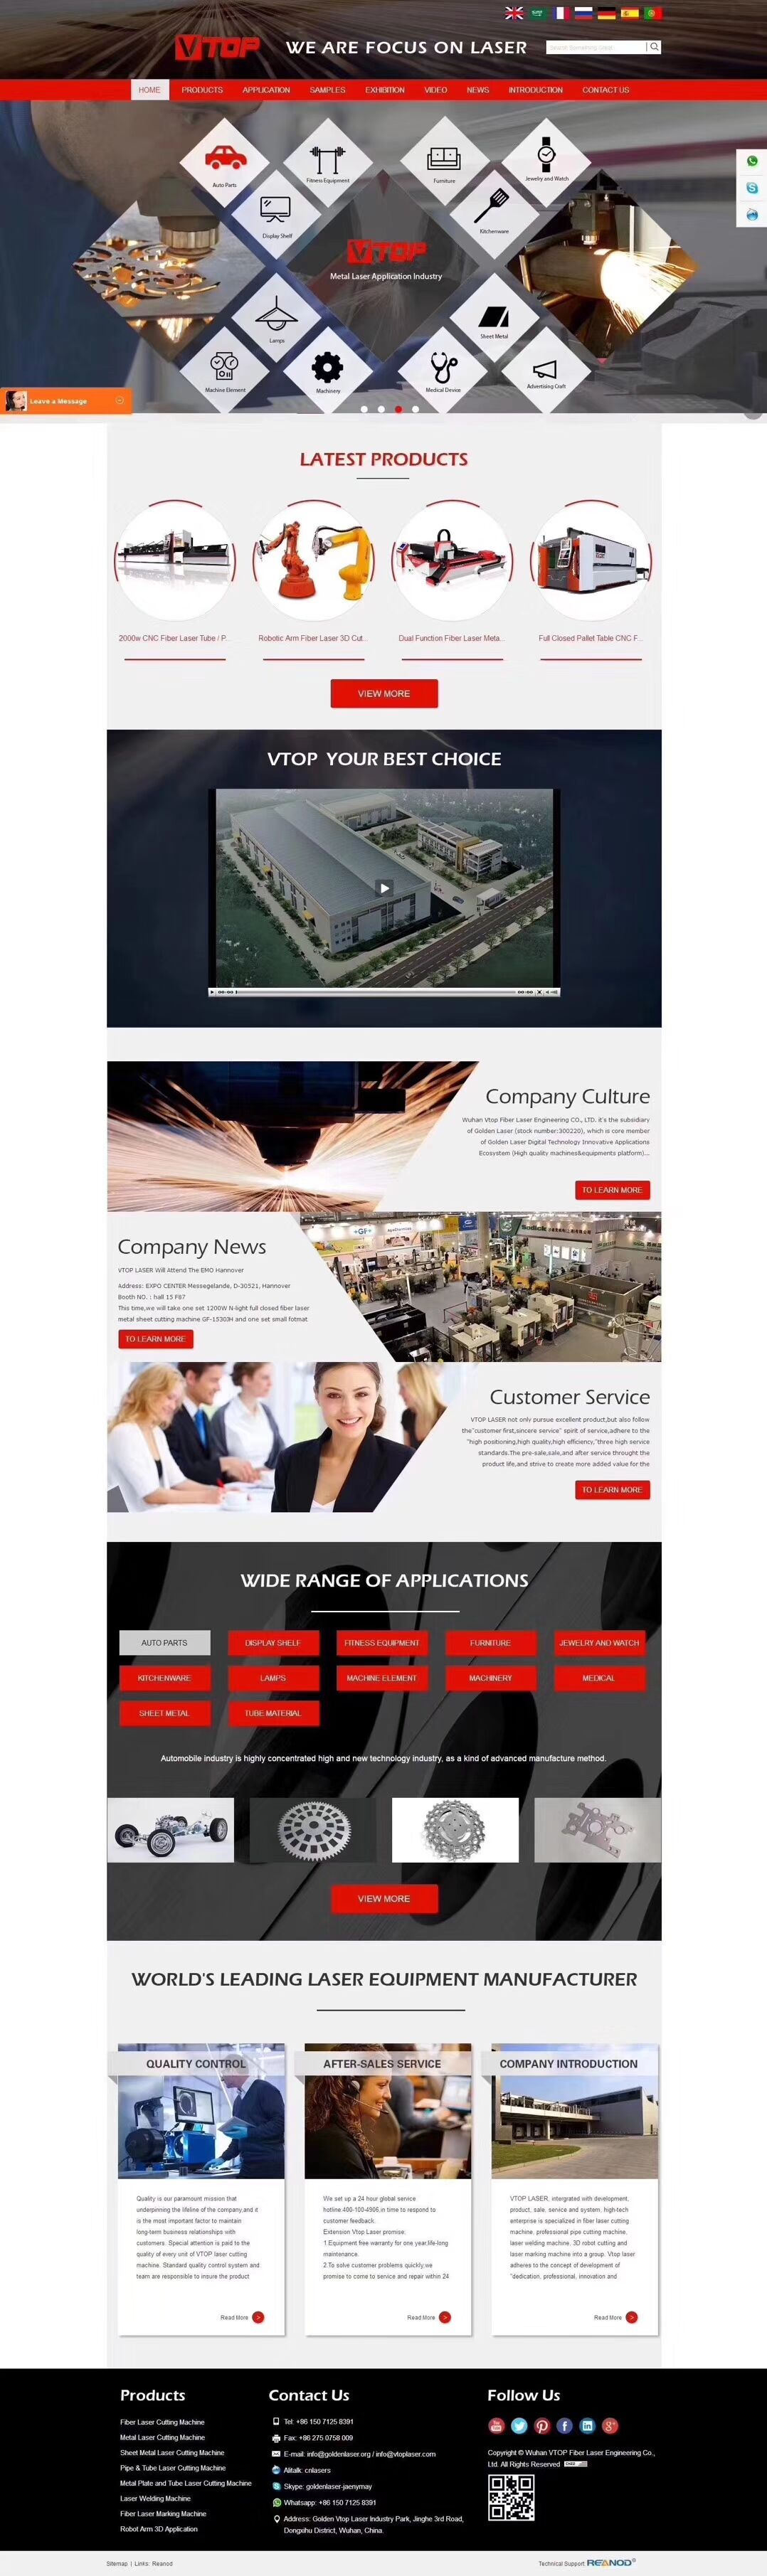 VTOP
WE ARE FOCUS ON LASER
HOME PRODUCTS APPLICATION SAMPLES EXHIBITION VIDEO NEWS INTRODUCTION CONTACT US
Auto Parts
Fitness Equipment
Furniture
Jewelry and Watch
Display Shelf
Kitchenware
VTOP
Metal Laser Application Industry
Lamps
Sheet Metal
Machine Element
Machinery
Medical Device
Advertising Craft
Leave a Message
LATEST PRODUCTS
2000w CNC Fiber Laser Tube / P...
Robotic Arm Fiber Laser 3D Cut...
Dual Function Fiber Laser Meta...
Full Closed Pallet Table CNC F...
VIEW MORE
VTOP YOUR BEST CHOICE
00:00 00:00
Company Culture
Wuhan Vtop Fiber Laser Engineering CO., LTD. it's the subsidiary
of Golden Laser (stock number:300220), which is core member
of Golden Laser Digital Technology Innovative Applications
Ecosystem (High quality machines&equipments platform)...
TO LEARN MORE
Company News
VTOP LASER Will Attend The EMO Hannover
Address: EXPO CENTER Messegelande, D-30521, Hannover
Booth NO. : hall 15 F87
This time,we will take one set 1200W N-light full closed fiber laser
metal sheet cutting machine GF-1530JH and one set small fotmat
TO LEARN MORE
Customer Service
VTOP LASER not only pursue excellent product,but also follow
the"customer first,sincere service" spirit of service,adhere to the
"high positioning,high quality,high efficiency,"three high service
standards.The pre-sale,sale,and after service throught the
product life,and strive to create more added value for the
TO LEARN MORE
WIDE RANGE OF APPLICATIONS
AUTO PARTS DISPLAY SHELF FITNESS EQUIPMENT FURNITURE JEWELRY AND WATCH
KITCHENWARE LAMPS MACHINE ELEMENT MACHINERY MEDICAL
SHEET METAL TUBE MATERIAL
Automobile industry is highly concentrated high and new technology industry, as a kind of advanced manufacture method.
VIEW MORE
WORLD'S LEADING LASER EQUIPMENT MANUFACTURER
QUALITY CONTROL
Quality is our paramount mission that
underpinning the lifeline of the company,and it
is the most important factor to maintain
long-term business relationships with
customers. Special attention is paid to the
quality of every unit of VTOP laser cutting
machine. Standard quality control system and
team are responsible to insure the product
Read More >
AFTER-SALES SERVICE
We set up a 24 hour global service
hotline:400-100-4906,in time to respond to
customer feedback.
Extension Vtop Laser promise:
1.Equipment free warranty for one year,life-long
maintenance.
2.To solve customer problems quickly,we
promise to come to service and repair within 24
Read More >
COMPANY INTRODUCTION
VTOP LASER, intergrated with development,
product, sale, service and system, high-tech
enterprise is specialized in fiber laser cutting
machine, professional pipe cutting machine,
laser welding machine, 3D robot cutting and
laser marking machine into a group. Vtop laser
adheres to the concept of development of
"dedication, professional, innovation and
Read More >
Products
Fiber Laser Cutting Machine
Metal Laser Cutting Machine
Sheet Metal Laser Cutting Machine
Pipe & Tube Laser Cutting Machine
Metal Plate and Tube Laser Cutting Machine
Laser Welding Machine
Fiber Laser Marking Machine
Robot Arm 3D Application
Contact Us
Tel: +86 150 7125 8391
Fax: +86 275 0758 009
E-mail: info@goldenlaser.org / info@vtoplaser.com
Alitalk: cnlasers
Skype: goldenlaser-jaenymay
Whatsapp: +86 150 7125 8391
Address: Golden Vtop Laser Industry Park, Jinghe 3rd Road,
Dongxihu District, Wuhan, China.
Follow Us
Copyright © Wuhan VTOP Fiber Laser Engineering Co.,
Ltd. All Rights Reserved
Sitemap | Links: Reanod
Technical Support: REANOD®